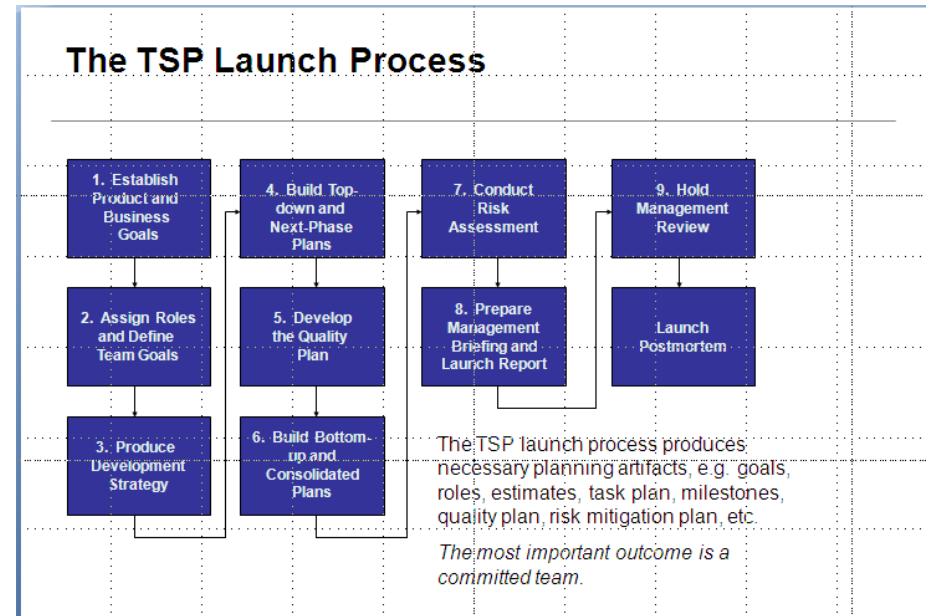 The TSP Launch Process
1. Establish
Product and
Business
Goals
2. Assign Roles
and Define
Team Goals
3. Produce
Development
Strategy
4. Build Top-
down and
Next-Phase
Plans
5. Develop
the Quality
Plan
6. Build Bottom-
up and
Consolidated
Plans
7. Conduct
Risk
Assessment
8. Prepare
Management
Briefing and
Launch Report
9. Hold
Management
Review
Launch
Postmortem
The TSP launch process produces
necessary planning artifacts, e.g. goals,
roles, estimates, task plan, milestones,
quality plan, risk mitigation plan, etc.
The most important outcome is a
committed team.